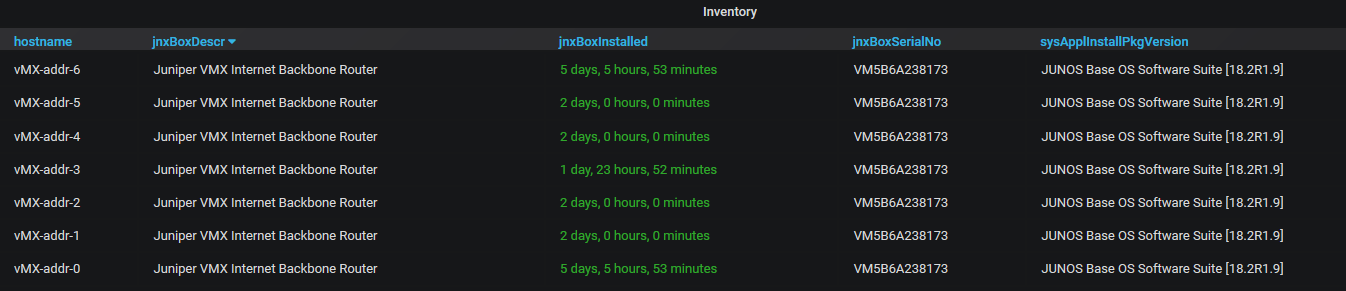 Inventory
hostname jnxBoxDescr jnxBoxInstalled jnxBoxSerialNo sysApplInstallPkgVersion
vMX-addr-6 Juniper VMX Internet Backbone Router 5 days, 5 hours, 53 minutes VM5B6A238173 JUNOS Base OS Software Suite [18.2R1.9]
vMX-addr-5 Juniper VMX Internet Backbone Router 2 days, 0 hours, 0 minutes VM5B6A238173 JUNOS Base OS Software Suite [18.2R1.9]
vMX-addr-4 Juniper VMX Internet Backbone Router 2 days, 0 hours, 0 minutes VM5B6A238173 JUNOS Base OS Software Suite [18.2R1.9]
vMX-addr-3 Juniper VMX Internet Backbone Router 1 day, 23 hours, 52 minutes VM5B6A238173 JUNOS Base OS Software Suite [18.2R1.9]
vMX-addr-2 Juniper VMX Internet Backbone Router 2 days, 0 hours, 0 minutes VM5B6A238173 JUNOS Base OS Software Suite [18.2R1.9]
vMX-addr-1 Juniper VMX Internet Backbone Router 2 days, 0 hours, 0 minutes VM5B6A238173 JUNOS Base OS Software Suite [18.2R1.9]
vMX-addr-0 Juniper VMX Internet Backbone Router 5 days, 5 hours, 53 minutes VM5B6A238173 JUNOS Base OS Software Suite [18.2R1.9]